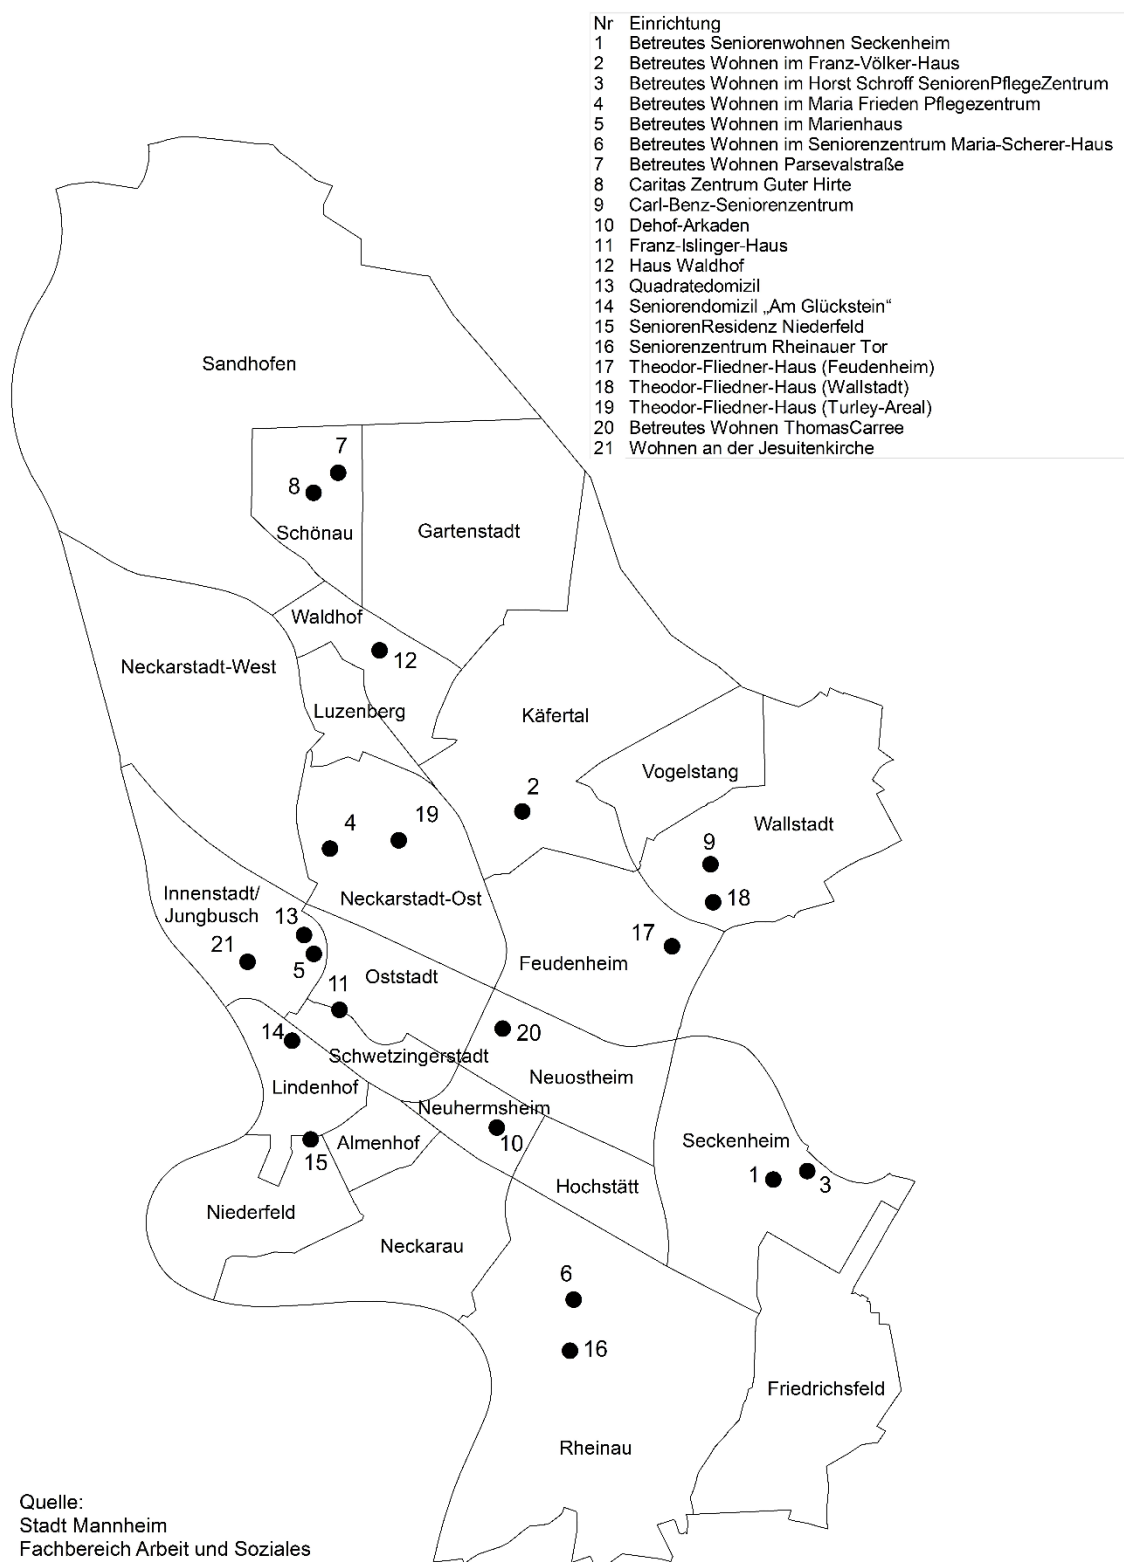 Nr Einrichtung
1 Betreutes Seniorenwohnen Seckenheim
2 Betreutes Wohnen im Franz-Völker-Haus
3 Betreutes Wohnen im Horst Schroff SeniorenPflegeZentrum
4 Betreutes Wohnen im Maria Frieden Pflegezentrum
5 Betreutes Wohnen im Marienhaus
6 Betreutes Wohnen im Seniorenzentrum Maria-Scherer-Haus
7 Betreutes Wohnen Parsevalstraße
8 Caritas Zentrum Guter Hirte
9 Carl-Benz-Seniorenzentrum
10 Dehof-Arkaden
11 Franz-Islinger-Haus
12 Haus Waldhof
13 Quadratedomizil
14 Seniorendomizil „Am Glückstein“
15 SeniorenResidenz Niederfeld
16 Seniorenzentrum Rheinauer Tor
17 Theodor-Fliedner-Haus (Feudenheim)
18 Theodor-Fliedner-Haus (Wallstadt)
19 Theodor-Fliedner-Haus (Turley-Areal)
20 Betreutes Wohnen ThomasCarree
21 Wohnen an der Jesuitenkirche
Sandhofen
7
8
Schönau
Gartenstadt
Waldhof
12
Neckarstadt-West
Luzenberg
Käfertal
Vogelstang
2
19
4
Wallstadt
9
Innenstadt/
Jungbusch
Neckarstadt-Ost
18
13
21
5
17
Feudenheim
Oststadt
11
14
20
Schwetzingerstadt
Neuostheim
Lindenhof
Neuhermsheim
10
Almenhof
15
Seckenheim
1
3
Hochstätt
Niederfeld
Neckarau
6
16
Friedrichsfeld
Rheinau
Quelle:
Stadt Mannheim
Fachbereich Arbeit und Soziales